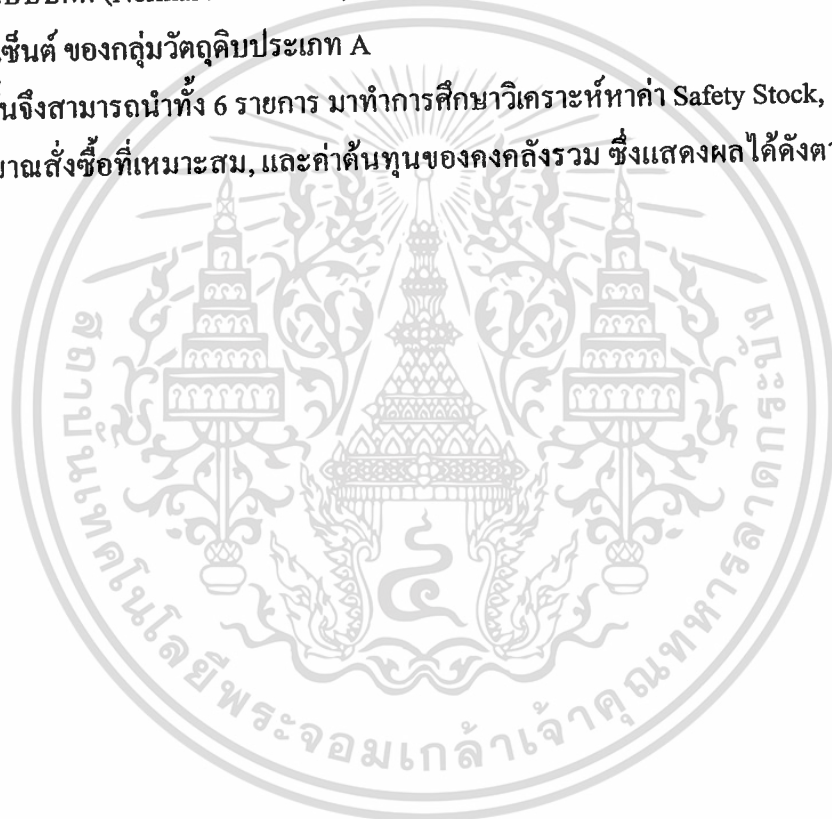 เซ็นต์ ของกลุ่มวัตถุดิบประเภท A
นจึงสามารถนำทั้ง 6 รายการ มาทำการศึกษาวิเคราะห์หาค่า Safety Stock,
าณสั่งซื้อที่เหมาะสม, และค่าต้นทุนของคงคลังรวม ซึ่งแสดงผลได้ดังตา
สถาบันเทคโนโลยีพระจอมเกล้าเจ้าคุณทหารลาดกระบัง